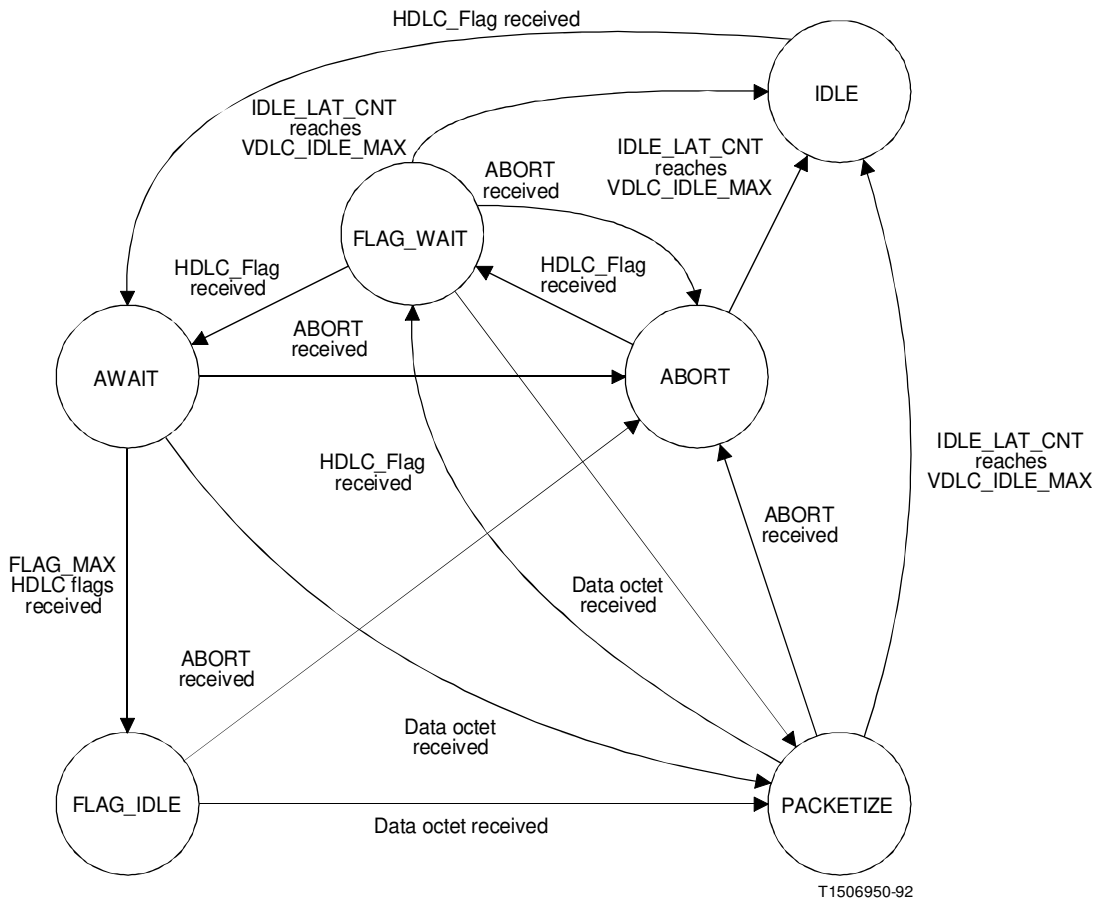 HDLC_Flag received
IDLE
IDLE_LAT_CNT
reaches
VDLC_IDLE_MAX
IDLE_LAT_CNT
reaches
VDLC_IDLE_MAX
ABORT
received
FLAG_WAIT
HDLC_Flag
received
HDLC_Flag
received
ABORT
received
AWAIT
ABORT
HDLC_Flag
received
IDLE_LAT_CNT
reaches
VDLC_IDLE_MAX
ABORT
received
FLAG_MAX
HDLC flags
received
Data octet
received
ABORT
received
Data octet
received
FLAG_IDLE
PACKETIZE
Data octet received
T1506950-92